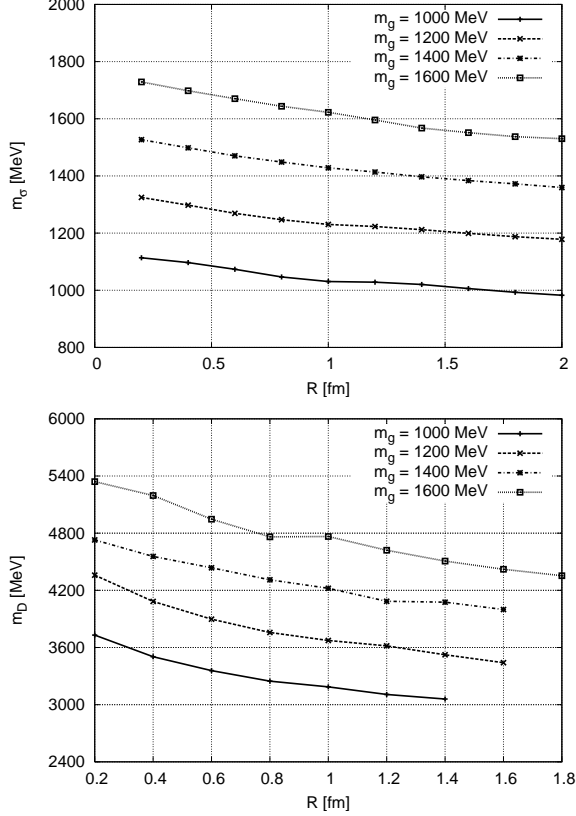 2000
1800
1600
1400
1200
1000
800
m_σ [MeV]
m_g = 1000 MeV
m_g = 1200 MeV
m_g = 1400 MeV
m_g = 1600 MeV
0 0.5 1 1.5 2
R [fm]
6000
5400
4800
4200
3600
3000
2400
m_D [MeV]
m_g = 1000 MeV
m_g = 1200 MeV
m_g = 1400 MeV
m_g = 1600 MeV
0.2 0.4 0.6 0.8 1 1.2 1.4 1.6 1.8
R [fm]